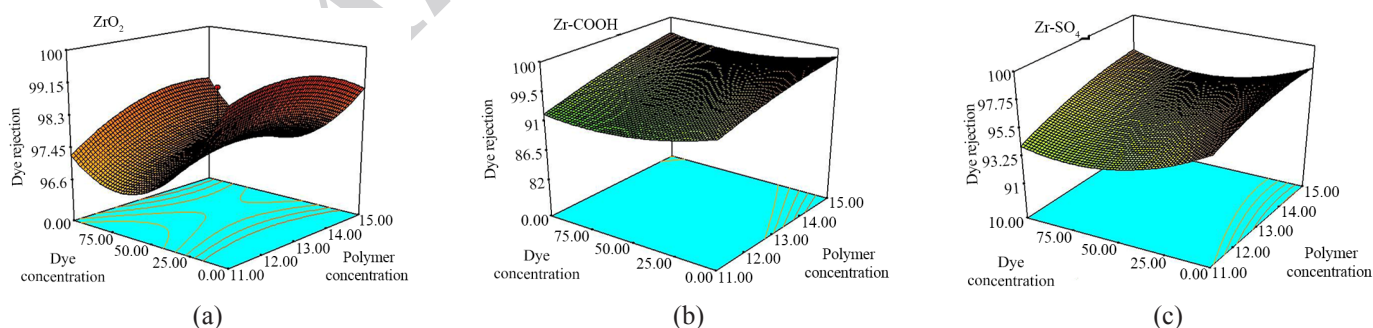 ZrO2
100
99.15
98.3
97.45
96.6
0.00
Dye rejection
75.00
50.00
25.00
0.00
Dye
concentration
11.00
12.00
13.00
14.00
15.00
Polymer
concentration
(a)
Zr-COOH
100
99.5
91
86.5
82
0.00
Dye rejection
75.00
50.00
25.00
0.00
Dye
concentration
11.00
12.00
13.00
14.00
15.00
Polymer
concentration
(b)
Zr-SO4
100
97.75
95.5
93.25
91
10.00
Dye rejection
75.00
50.00
25.00
0.00
Dye
concentration
11.00
12.00
13.00
14.00
15.00
Polymer
concentration
(c)